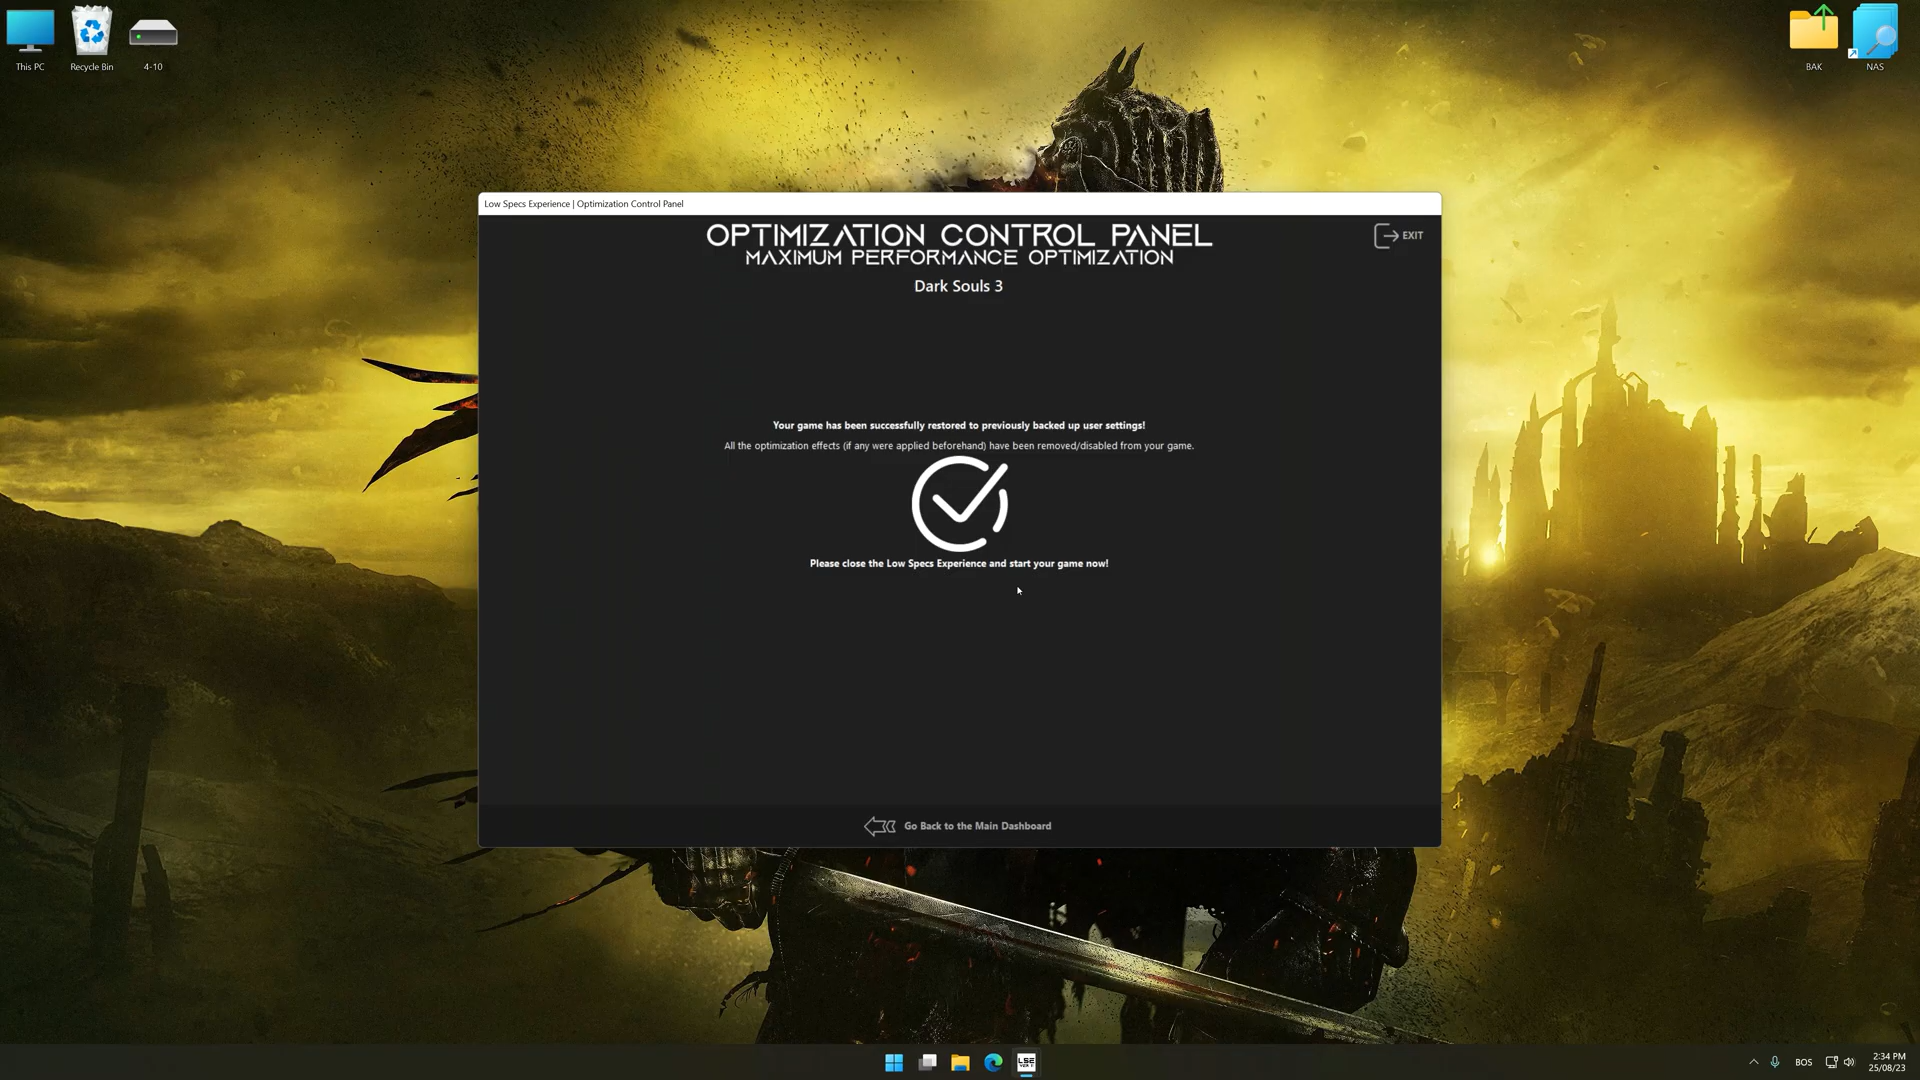 This PC
Recycle Bin
4-10
BAK
NAS
Low Specs Experience | Optimization Control Panel
OPTIMIZATION CONTROL PANEL
MAXIMUM PERFORMANCE OPTIMIZATION
Dark Souls 3
EXIT
Your game has been successfully restored to previously backed up user settings!
All the optimization effects (if any were applied beforehand) have been removed/disabled from your game.
Please close the Low Specs Experience and start your game now!
Go Back to the Main Dashboard
LSE
BOS
2:34 PM
25/08/23